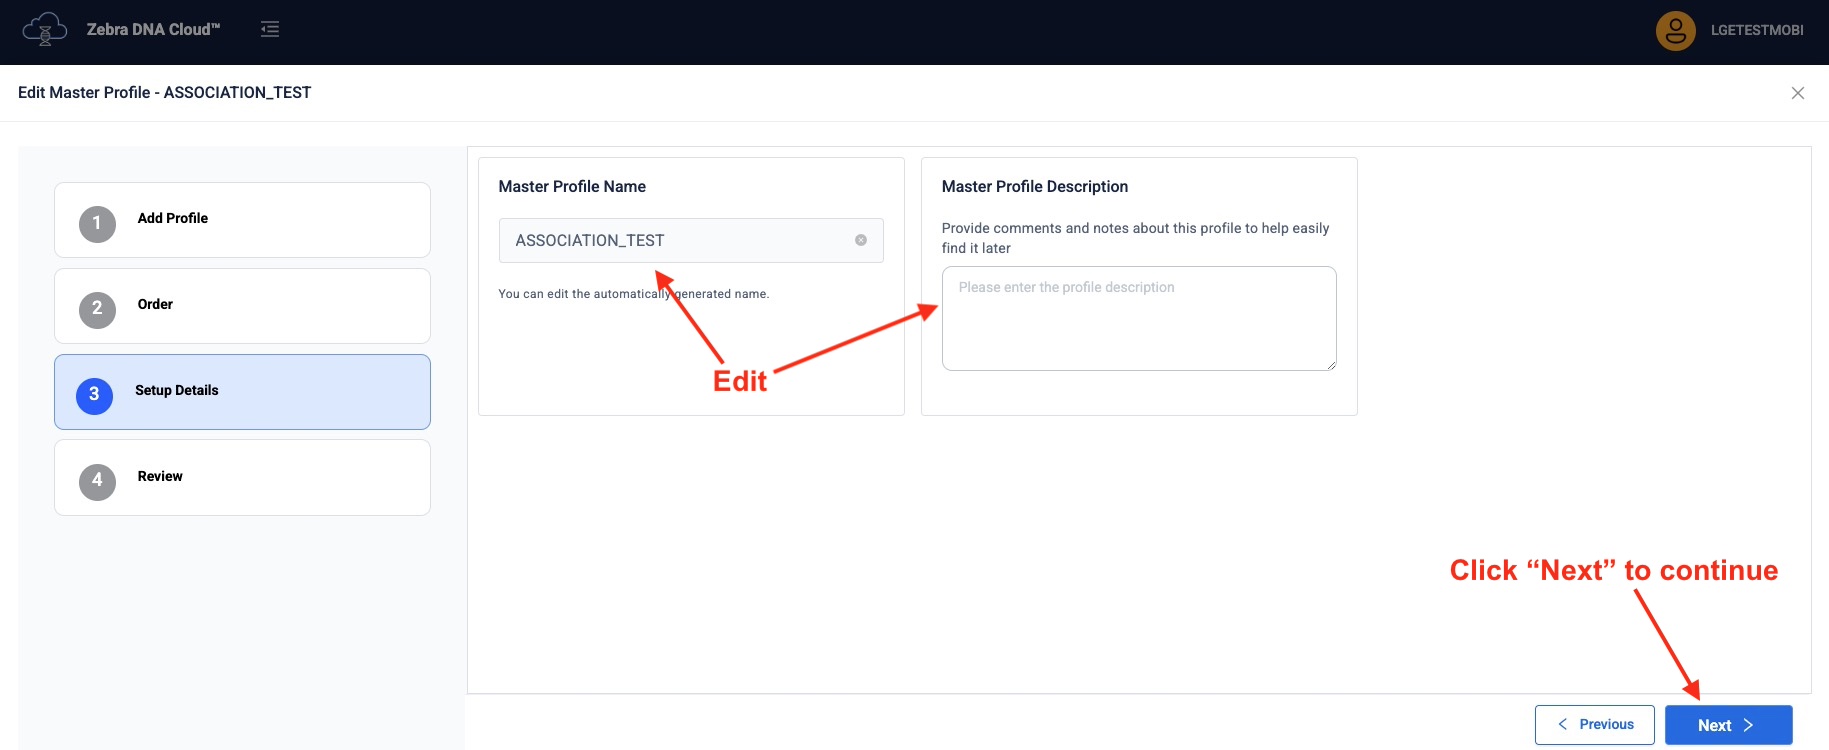 Zebra DNA Cloud™
LGETESTMOBI
Edit Master Profile - ASSOCIATION_TEST
1 Add Profile
2 Order
3 Setup Details
4 Review
Master Profile Name
ASSOCIATION_TEST
You can edit the automatically generated name.
Master Profile Description
Provide comments and notes about this profile to help easily
find it later
Please enter the profile description
Edit
Click “Next” to continue
Previous
Next